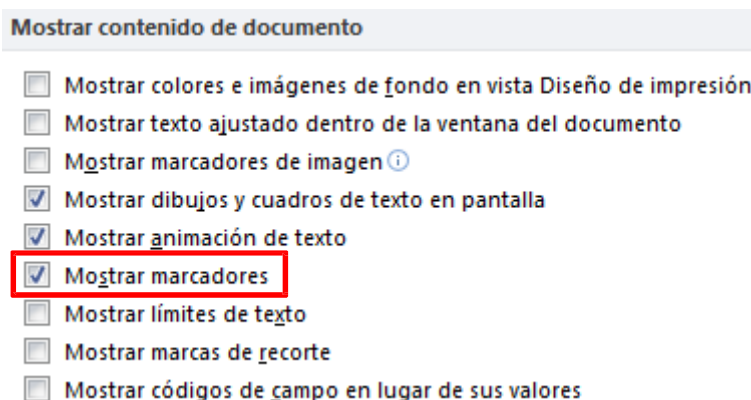 Mostrar contenido de documento
Mostrar colores e imágenes de fondo en vista Diseño de impresión
Mostrar texto ajustado dentro de la ventana del documento
Mostrar marcadores de imagen
Mostrar dibujos y cuadros de texto en pantalla
Mostrar animación de texto
Mostrar marcadores
Mostrar límites de texto
Mostrar marcas de recorte
Mostrar códigos de campo en lugar de sus valores